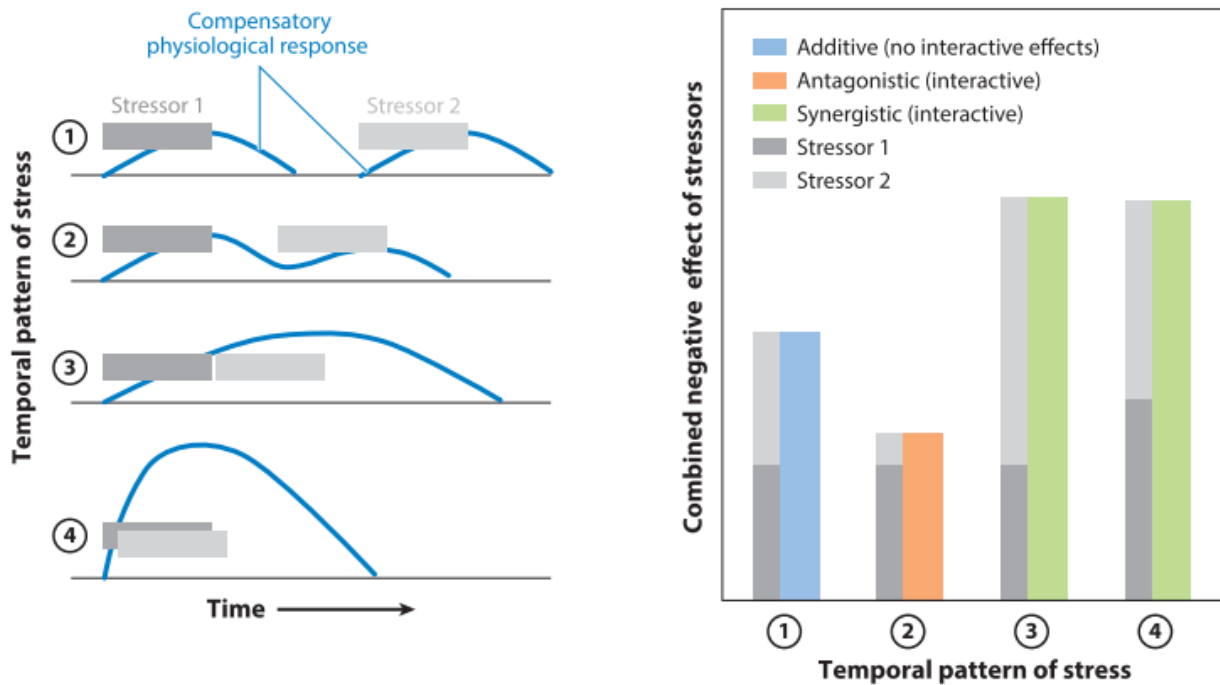 Compensatory
physiological response
Stressor 1
Stressor 2
1
2
3
4
Temporal pattern of stress
Time
Additive (no interactive effects)
Antagonistic (interactive)
Synergistic (interactive)
Stressor 1
Stressor 2
Combined negative effect of stressors
1
2
3
4
Temporal pattern of stress